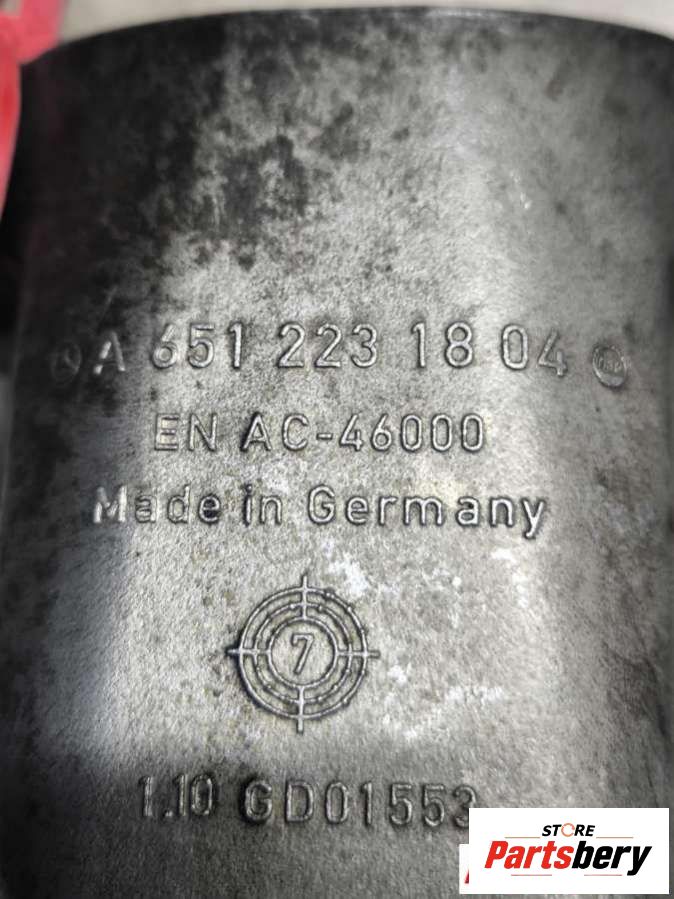 A 651 223 18 04
EN AC-46000
Made in Germany
7
1.10 GD01553
STORE
Partsbery